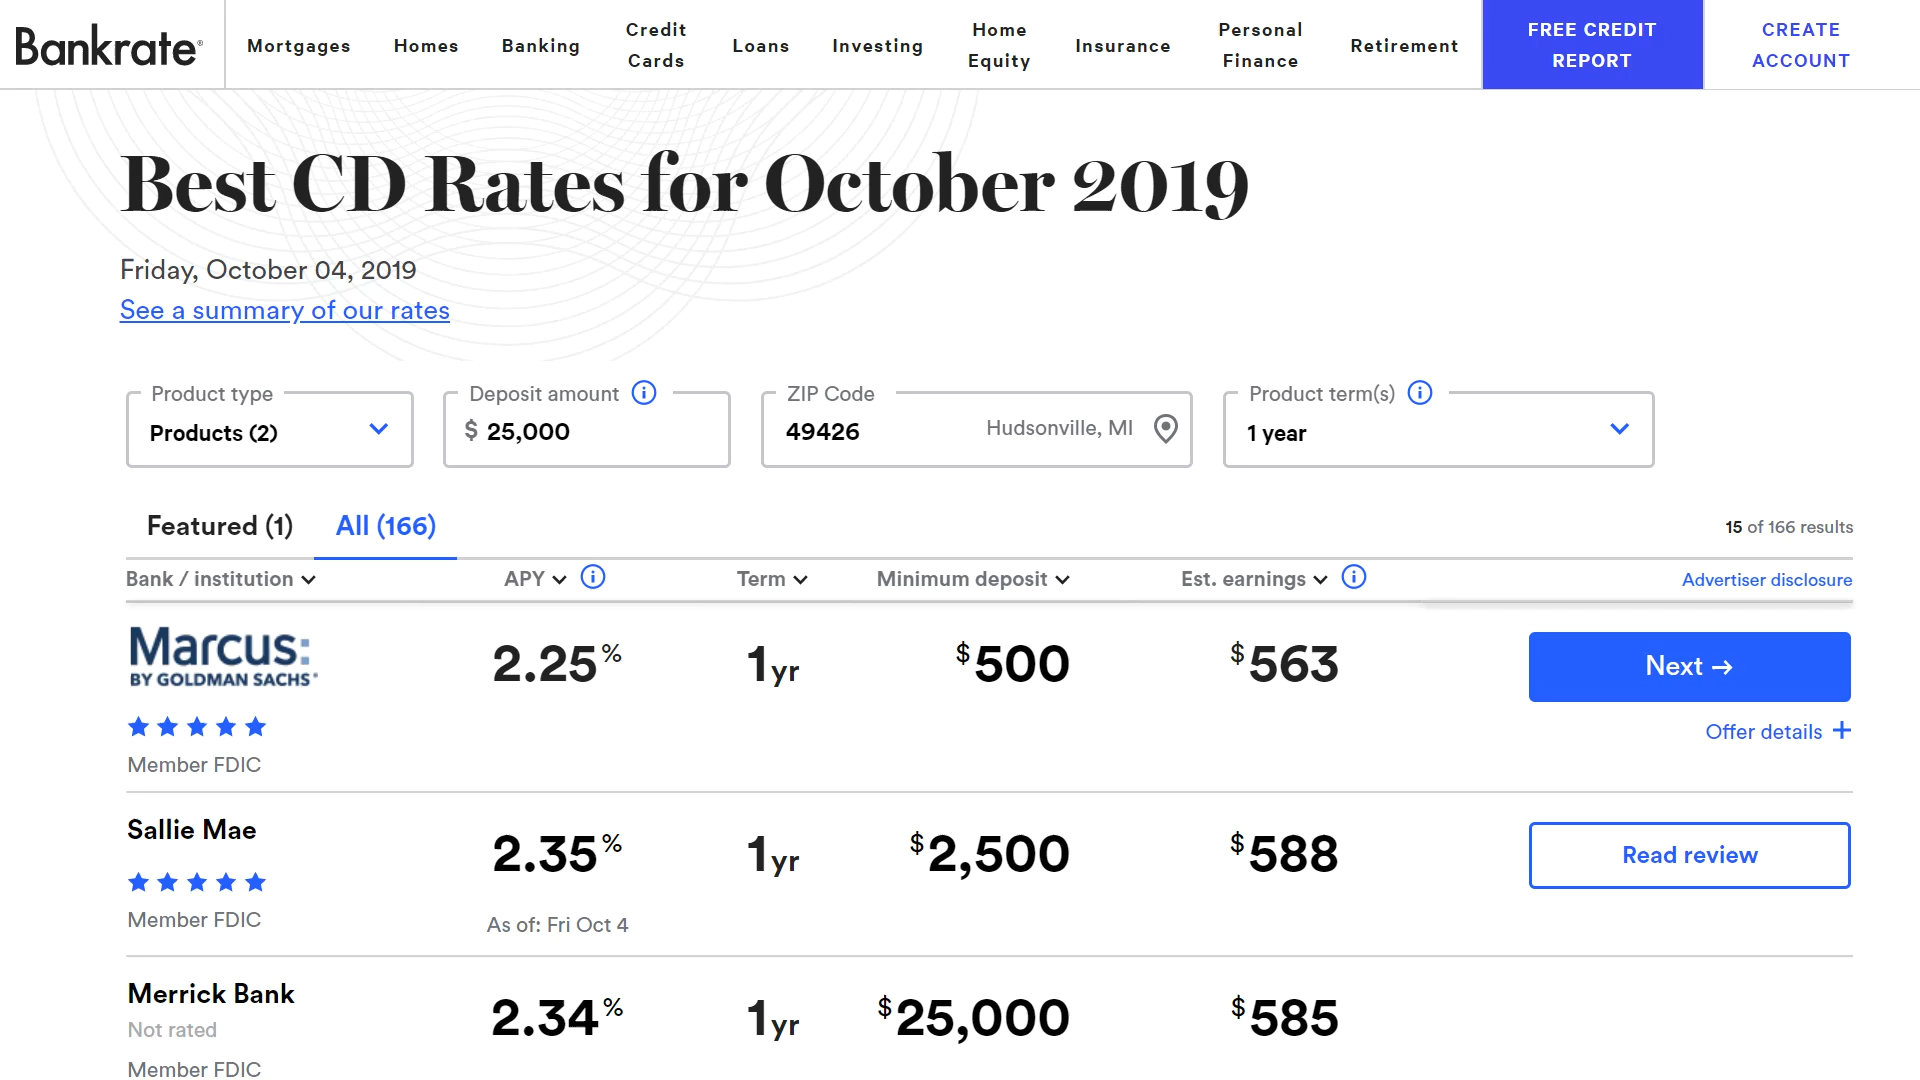 Bankrate®
Mortgages Homes Banking Credit Cards Loans Investing Home Equity Insurance Personal Finance Retirement FREE CREDIT REPORT CREATE ACCOUNT
Best CD Rates for October 2019
Friday, October 04, 2019
See a summary of our rates
Product type Deposit amount ZIP Code Product term(s)
Products (2) $ 25,000 49426 Hudsonville, MI 1 year
Featured (1) All (166) 15 of 166 results
Bank / institution APY Term Minimum deposit Est. earnings Advertiser disclosure
Marcus: 2.25% 1yr $500 $563 Next →
BY GOLDMAN SACHS®
Offer details +
Member FDIC
Sallie Mae 2.35% 1yr $2,500 $588 Read review
Member FDIC As of: Fri Oct 4
Merrick Bank 2.34% 1yr $25,000 $585
Not rated
Member FDIC